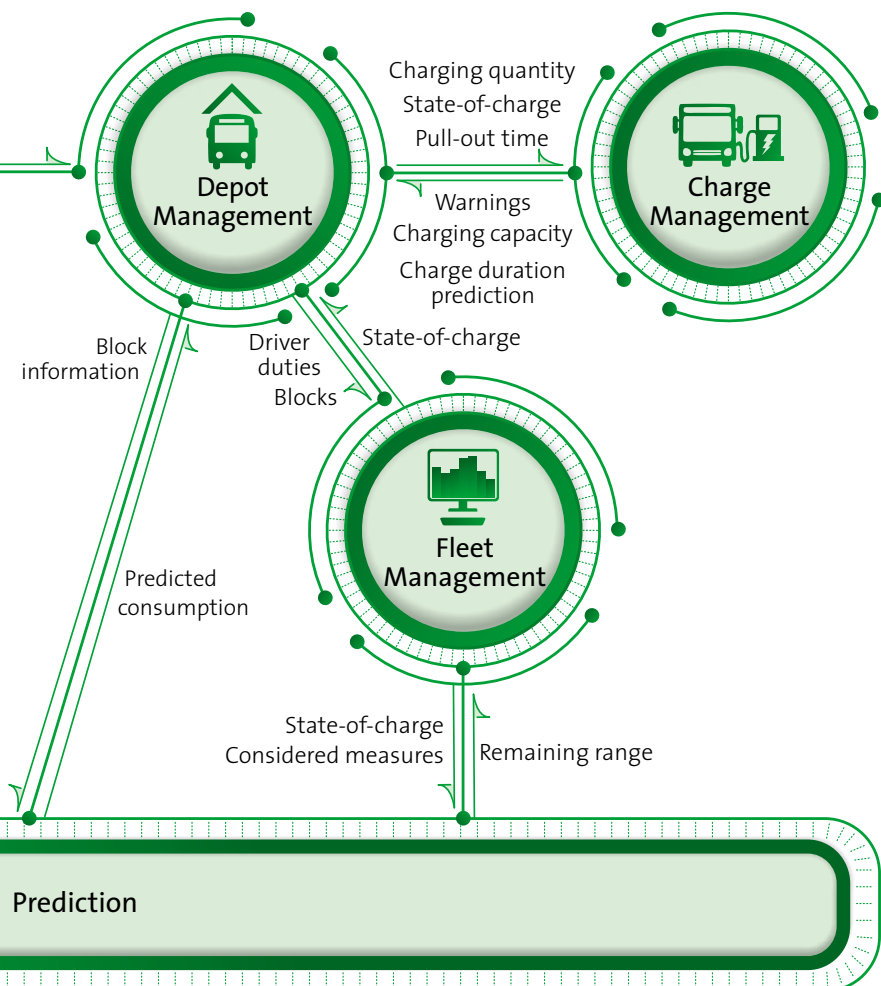 Charging quantity
State-of-charge
Pull-out time
Depot
Management
Charge
Management
Warnings
Charging capacity
Charge duration
prediction
Block
information
Driver
duties
Blocks
State-of-charge
Fleet
Management
Predicted
consumption
State-of-charge
Considered measures
Remaining range
Prediction